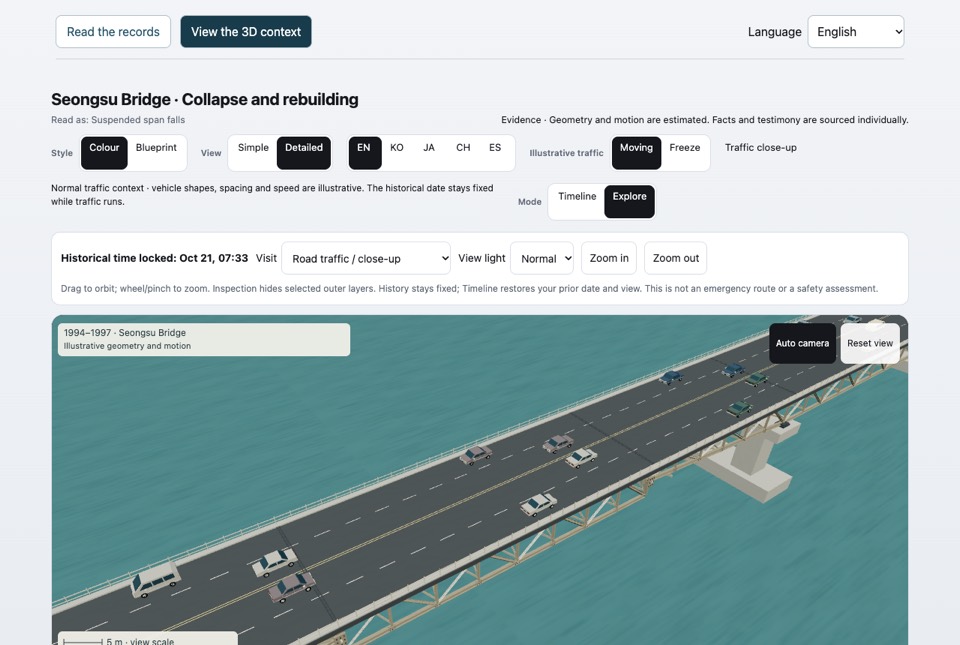 Read the records
View the 3D context
Language
English
Seongsu Bridge · Collapse and rebuilding
Read as: Suspended span falls
Evidence · Geometry and motion are estimated. Facts and testimony are sourced individually.
Style
Colour
Blueprint
View
Simple
Detailed
EN
KO
JA
CH
ES
Illustrative traffic
Moving
Freeze
Traffic close-up
Normal traffic context · vehicle shapes, spacing and speed are illustrative. The historical date stays fixed
while traffic runs.
Mode
Timeline
Explore
Historical time locked: Oct 21, 07:33
Visit
Road traffic / close-up
View light
Normal
Zoom in
Zoom out
Drag to orbit; wheel/pinch to zoom. Inspection hides selected outer layers. History stays fixed; Timeline restores your prior date and view. This is not an emergency route or a safety assessment.
1994–1997 · Seongsu Bridge
Illustrative geometry and motion
Auto camera
Reset view
5 m · view scale